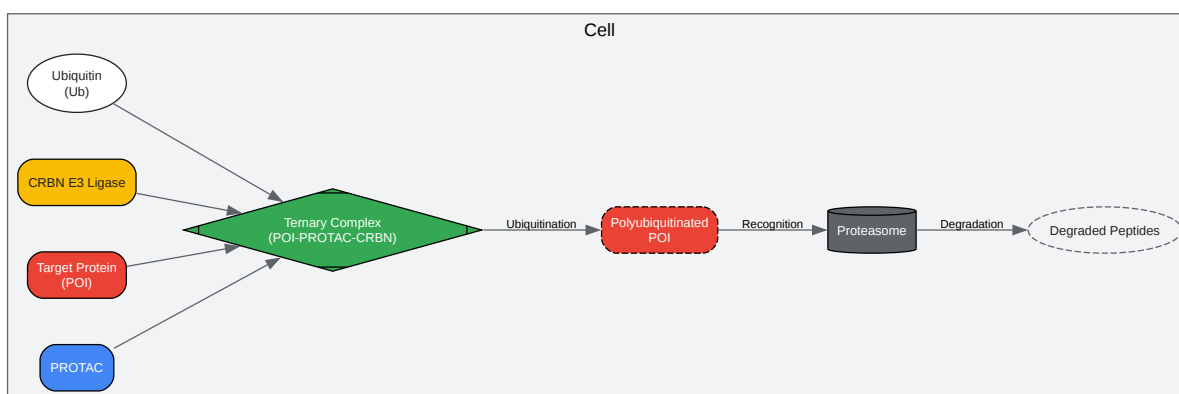 Cell
Ubiquitin
(Ub)
CRBN E3 Ligase
Target Protein
(POI)
PROTAC
Ternary Complex
(POI-PROTAC-CRBN)
Ubiquitination
Polyubiquitinated
POI
Recognition
Proteasome
Degradation
Degraded Peptides